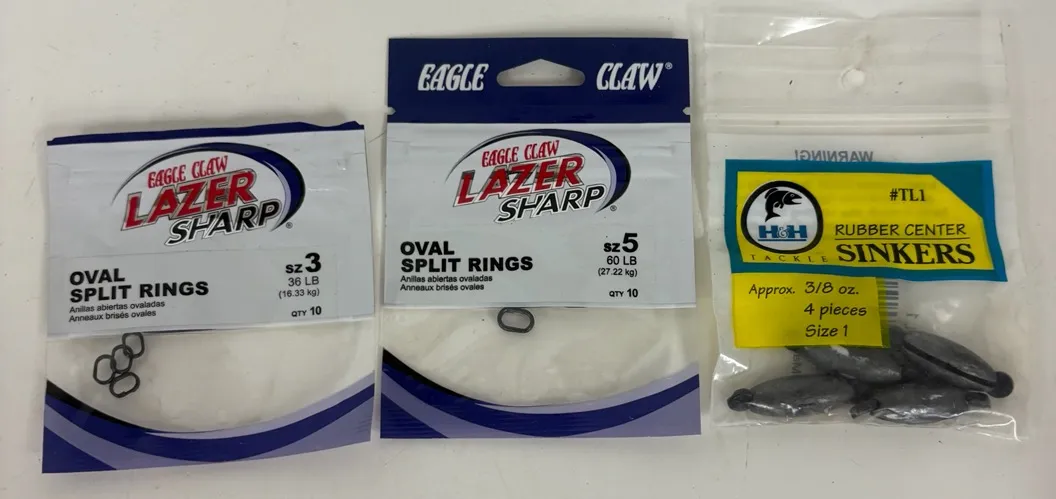 EAGLE CLAW
LAZER
SHARP®
OVAL
SPLIT RINGS
Anillas abiertas ovaladas
Anneaux brisés ovales
SZ 3
36 LB
(16.33 kg)
QTY 10
EAGLE CLAW®
EAGLE CLAW
LAZER
SHARP®
OVAL
SPLIT RINGS
Anillas abiertas ovaladas
Anneaux brisés ovales
SZ 5
60 LB
(27.22 kg)
QTY 10
WARNING!
#TL1
H&H
TACKLE
RUBBER CENTER
SINKERS
Approx. 3/8 oz.
4 pieces
Size 1